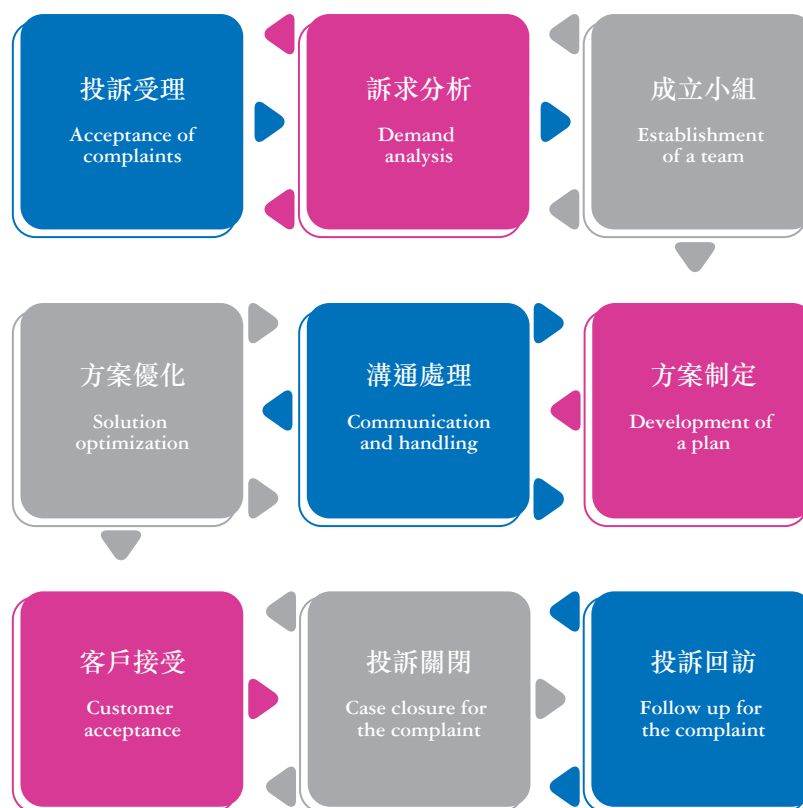 投訴受理
Acceptance of
complaints
訴求分析
Demand
analysis
成立小組
Establishment
of a team
方案優化
Solution
optimization
溝通處理
Communication
and handling
方案制定
Development of
a plan
客戶接受
Customer
acceptance
投訴關閉
Case closure for
the complaint
投訴回訪
Follow up for
the complaint